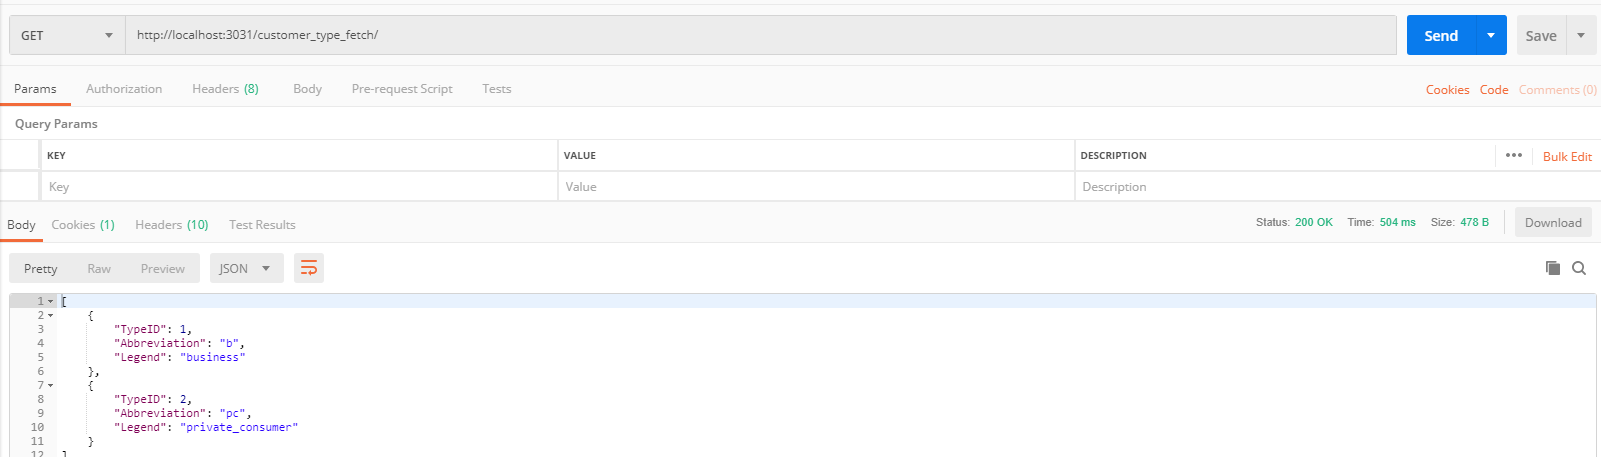 GET http://localhost:3031/customer_type_fetch/ Send Save
Params Authorization Headers (8) Body Pre-request Script Tests Cookies Code Comments (0)
Query Params
KEY VALUE DESCRIPTION ••• Bulk Edit
Key Value Description
Body Cookies (1) Headers (10) Test Results Status: 200 OK Time: 504 ms Size: 478 B Download
Pretty Raw Preview JSON
1 [
2 {
3 "TypeID": 1,
4 "Abbreviation": "b",
5 "Legend": "business"
6 },
7 {
8 "TypeID": 2,
9 "Abbreviation": "pc",
10 "Legend": "private_consumer"
11 }
12 ]